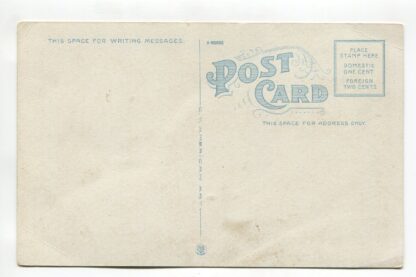 THIS SPACE FOR WRITING MESSAGES.
POST
CARD
THIS SPACE FOR ADDRESS ONLY.
PLACE
STAMP HERE
DOMESTIC
ONE CENT
FOREIGN
TWO CENTS